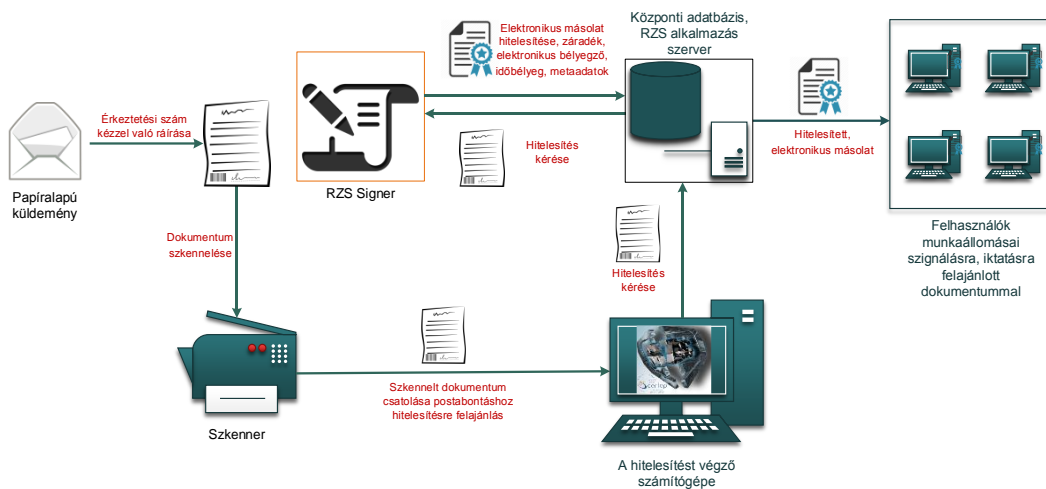 Elektronikus másolat
hitelesítése, záradék,
elektronikus bélyegző,
időbélyeg, metaadatok
Központi adatbázis,
RZS alkalmazás
szerver
Érkeztetési szám
kézzel való ráírása
Hitelesítés
kérése
Hitelesített,
elektronikus másolat
Papíralapú
küldemény
RZS Signer
Dokumentum
szkennelése
Hitelesítés
kérése
Felhasználók
munkaállomásai
szignálásra, iktatásra
felajánlott
dokumentummal
Szkennelt dokumentum
csatolása postabontáshoz
hitelesítésre felajánlás
Szkenner
A hitelesítést végző
számítógépe